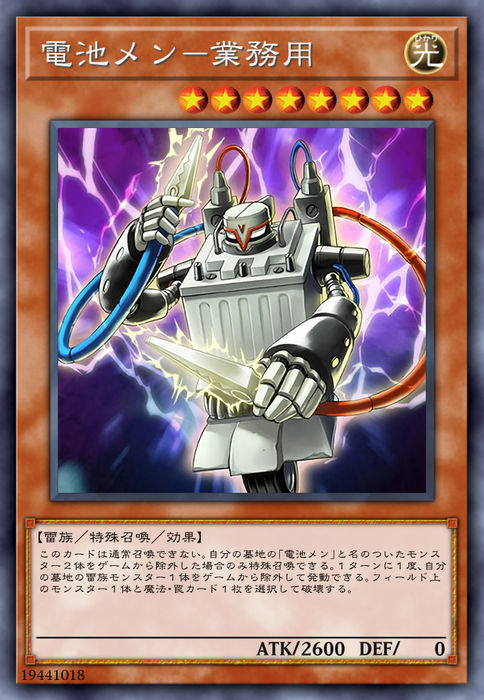 電池メン－業務用
ひかり
光
【雷族／特殊召喚／効果】
このカードは通常召喚できない。自分の墓地の「電池メン」と名のついたモンス
ター２体をゲームから除外した場合のみ特殊召喚できる。１ターンに１度、自分
の墓地の雷族モンスター１体をゲームから除外して発動できる。フィールド上
のモンスター１体と魔法・罠カード１枚を選択して破壊する。
ATK/2600 DEF/ 0
19441018